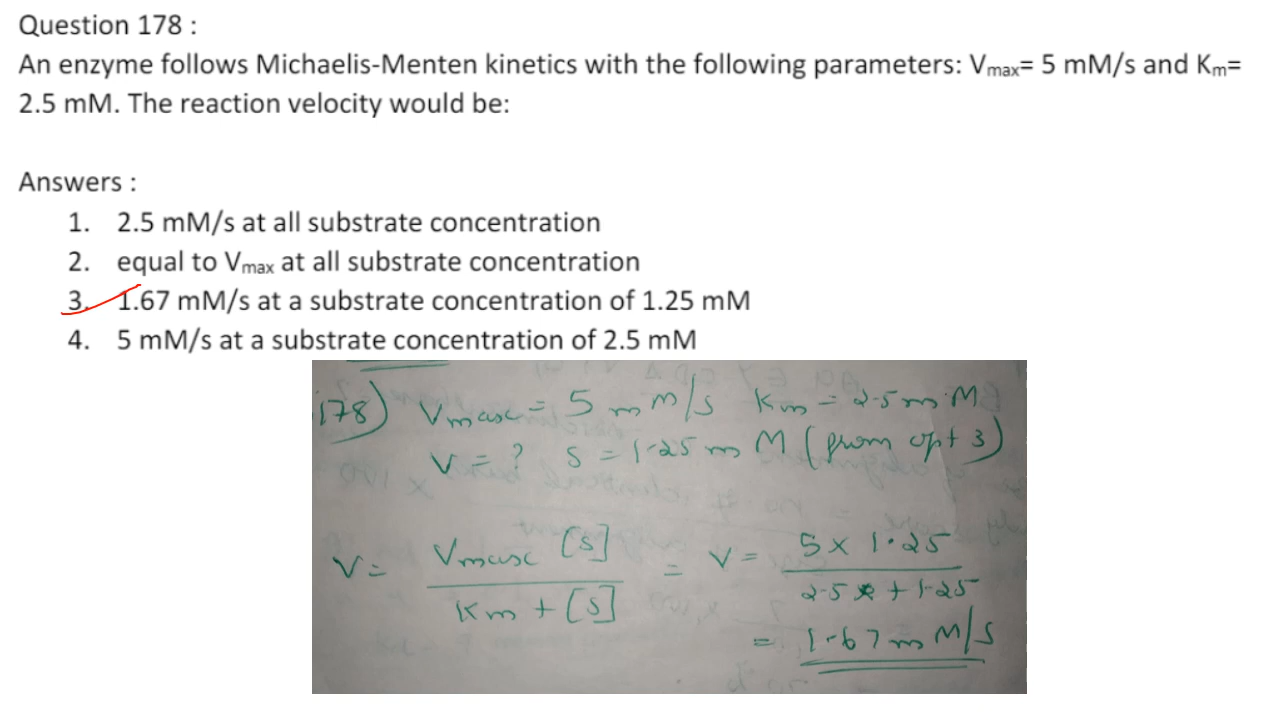 Question 178 :
An enzyme follows Michaelis-Menten kinetics with the following parameters: Vmax= 5 mM/s and Km=
2.5 mM. The reaction velocity would be:
Answers :
1. 2.5 mM/s at all substrate concentration
2. equal to Vmax at all substrate concentration
3. 1.67 mM/s at a substrate concentration of 1.25 mM
4. 5 mM/s at a substrate concentration of 2.5 mM
178) Vmax = 5 mM/s Km = 2.5 mM
V = ? S = 1.25 mM (from opt 3)
V = Vmax [S] / Km + [S] = V = 5 x 1.25 / 2.5 + 1.25
= 1.67 mM/s